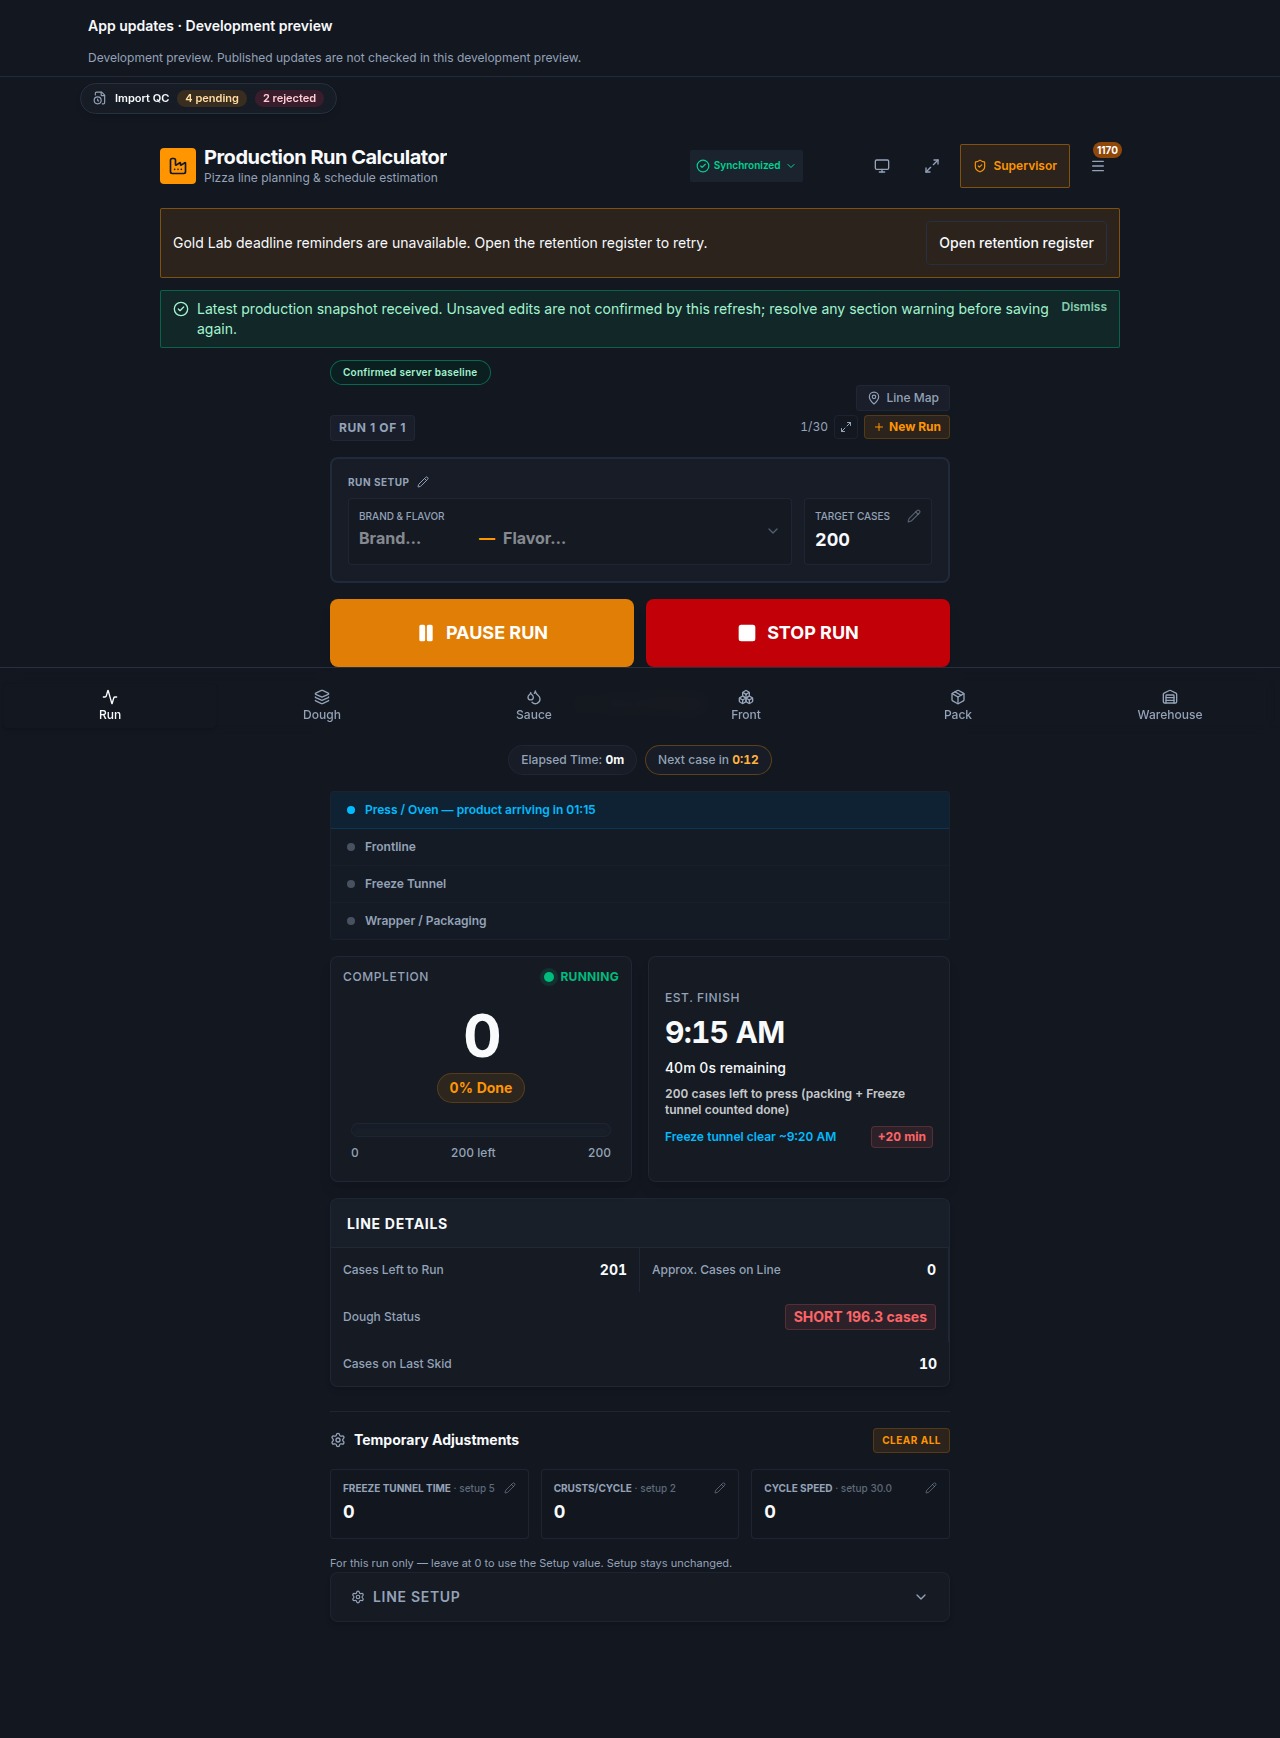 App updates · Development preview
Development preview. Published updates are not checked in this development preview.
Import QC 4 pending 2 rejected
Production Run Calculator
Pizza line planning & schedule estimation
Synchronized
Supervisor
1170
Gold Lab deadline reminders are unavailable. Open the retention register to retry.
Open retention register
Latest production snapshot received. Unsaved edits are not confirmed by this refresh; resolve any section warning before saving
again.
Dismiss
Confirmed server baseline
Line Map
RUN 1 OF 1
1/30
+ New Run
RUN SETUP
BRAND & FLAVOR
Brand... — Flavor...
TARGET CASES
200
PAUSE RUN
STOP RUN
Run
Dough
Sauce
Front
Pack
Warehouse
Elapsed Time: 0m
Next case in 0:12
Press / Oven — product arriving in 01:15
Frontline
Freeze Tunnel
Wrapper / Packaging
COMPLETION
RUNNING
0
0% Done
0
200 left
200
EST. FINISH
9:15 AM
40m 0s remaining
200 cases left to press (packing + Freeze
tunnel counted done)
Freeze tunnel clear ~9:20 AM
+20 min
LINE DETAILS
Cases Left to Run 201
Approx. Cases on Line 0
Dough Status SHORT 196.3 cases
Cases on Last Skid 10
Temporary Adjustments
CLEAR ALL
FREEZE TUNNEL TIME · setup 5
0
CRUSTS/CYCLE · setup 2
0
CYCLE SPEED · setup 30.0
0
For this run only — leave at 0 to use the Setup value. Setup stays unchanged.
LINE SETUP